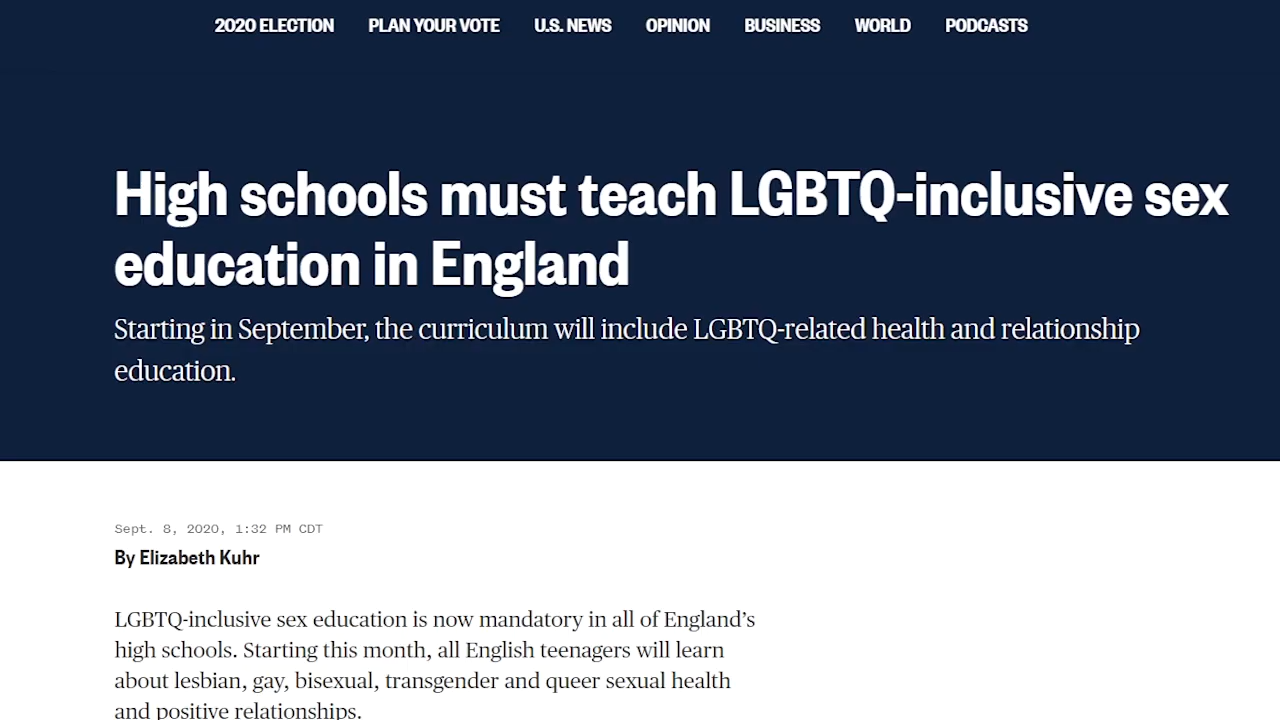 2020 ELECTION PLAN YOUR VOTE U.S. NEWS OPINION BUSINESS WORLD PODCASTS
High schools must teach LGBTQ-inclusive sex
education in England
Starting in September, the curriculum will include LGBTQ-related health and relationship
education.
Sept. 8, 2020, 1:32 PM CDT
By Elizabeth Kuhr
LGBTQ-inclusive sex education is now mandatory in all of England’s
high schools. Starting this month, all English teenagers will learn
about lesbian, gay, bisexual, transgender and queer sexual health
and positive relationships.